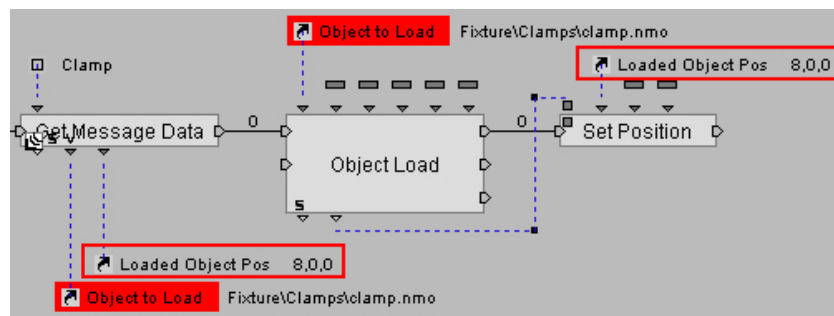 Object to Load Fixture\Clamps\clamp.nmo
Clamp
Loaded Object Pos 8,0,0
Get Message Data
0
Object Load
0
Set Position
S V
S
Loaded Object Pos 8,0,0
Object to Load Fixture\Clamps\clamp.nmo